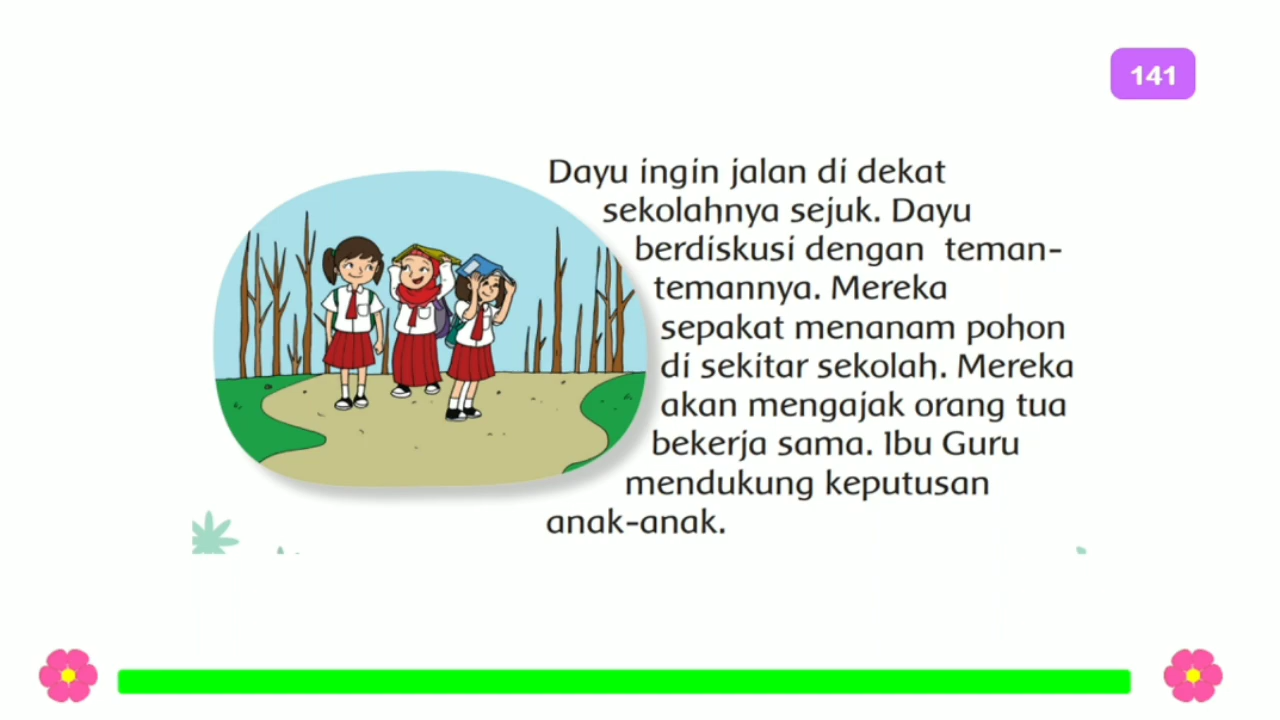 141
Dayu ingin jalan di dekat
sekolahnya sejuk. Dayu
berdiskusi dengan teman-
temannya. Mereka
sepakat menanam pohon
di sekitar sekolah. Mereka
akan mengajak orang tua
bekerja sama. Ibu Guru
mendukung keputusan
anak-anak.